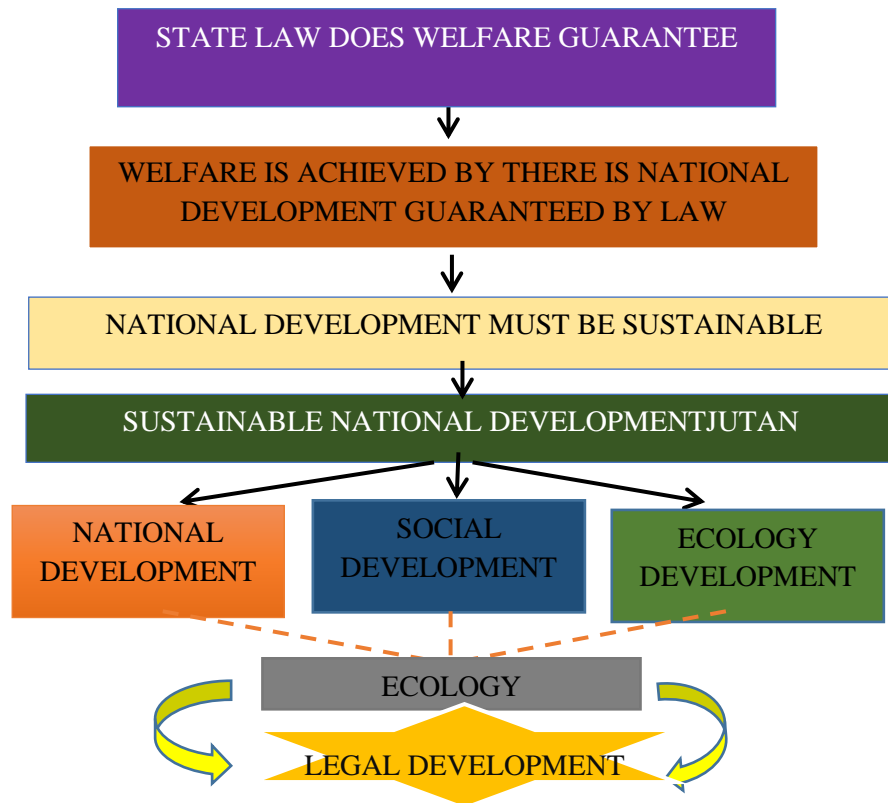 STATE LAW DOES WELFARE GUARANTEE
WELFARE IS ACHIEVED BY THERE IS NATIONAL
DEVELOPMENT GUARANTEED BY LAW
NATIONAL DEVELOPMENT MUST BE SUSTAINABLE
SUSTAINABLE NATIONAL DEVELOPMENTJUTAN
NATIONAL
DEVELOPMENT
SOCIAL
DEVELOPMENT
ECOLOGY
DEVELOPMENT
ECOLOGY
LEGAL DEVELOPMENT